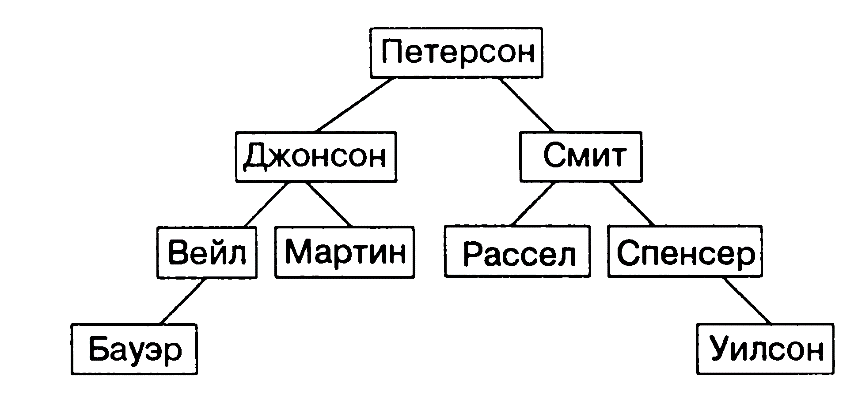 Петерсон
Джонсон Смит
Вейл Мартин Рассел Спенсер
Бауэр Уилсон